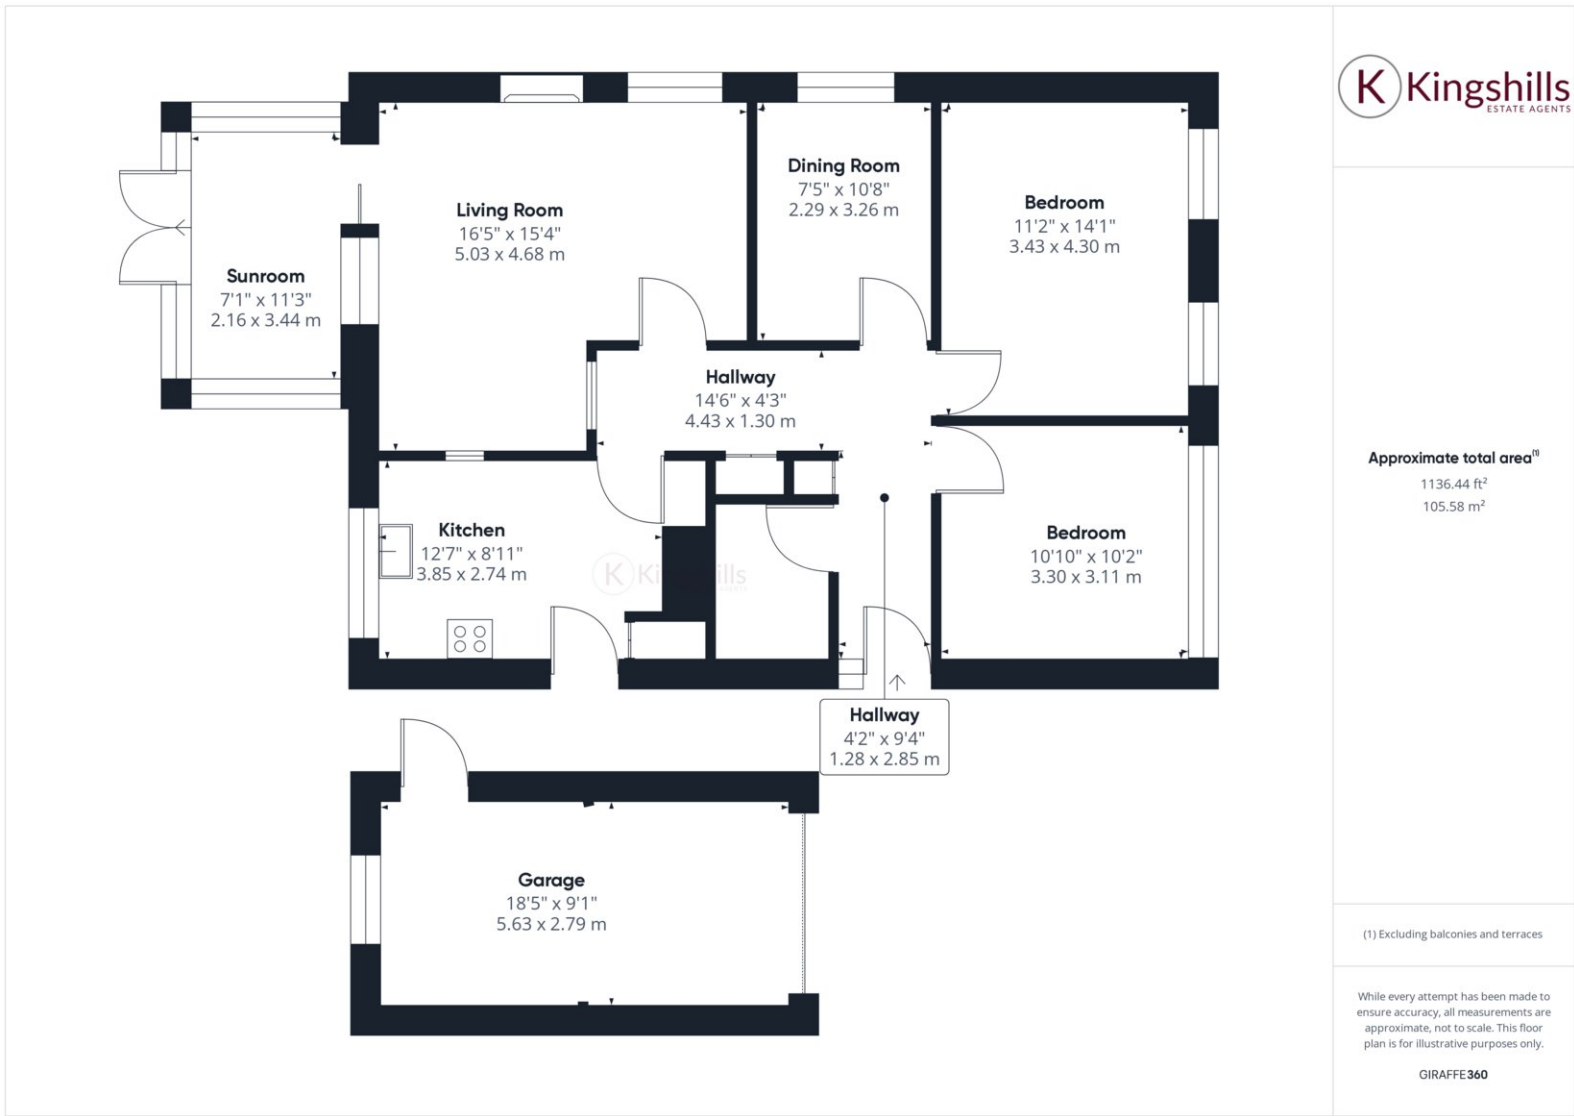 K Kingshills
ESTATE AGENTS
Living Room
16'5" x 15'4"
5.03 x 4.68 m
Dining Room
7'5" x 10'8"
2.29 x 3.26 m
Bedroom
11'2" x 14'1"
3.43 x 4.30 m
Sunroom
7'1" x 11'3"
2.16 x 3.44 m
Hallway
14'6" x 4'3"
4.43 x 1.30 m
Kitchen
12'7" x 8'11"
3.85 x 2.74 m
Bedroom
10'10" x 10'2"
3.30 x 3.11 m
Hallway
4'2" x 9'4"
1.28 x 2.85 m
Garage
18'5" x 9'1"
5.63 x 2.79 m
Approximate total area⁽¹⁾
1136.44 ft²
105.58 m²
(1) Excluding balconies and terraces
While every attempt has been made to
ensure accuracy, all measurements are
approximate, not to scale. This floor
plan is for illustrative purposes only.
GIRAFFE360